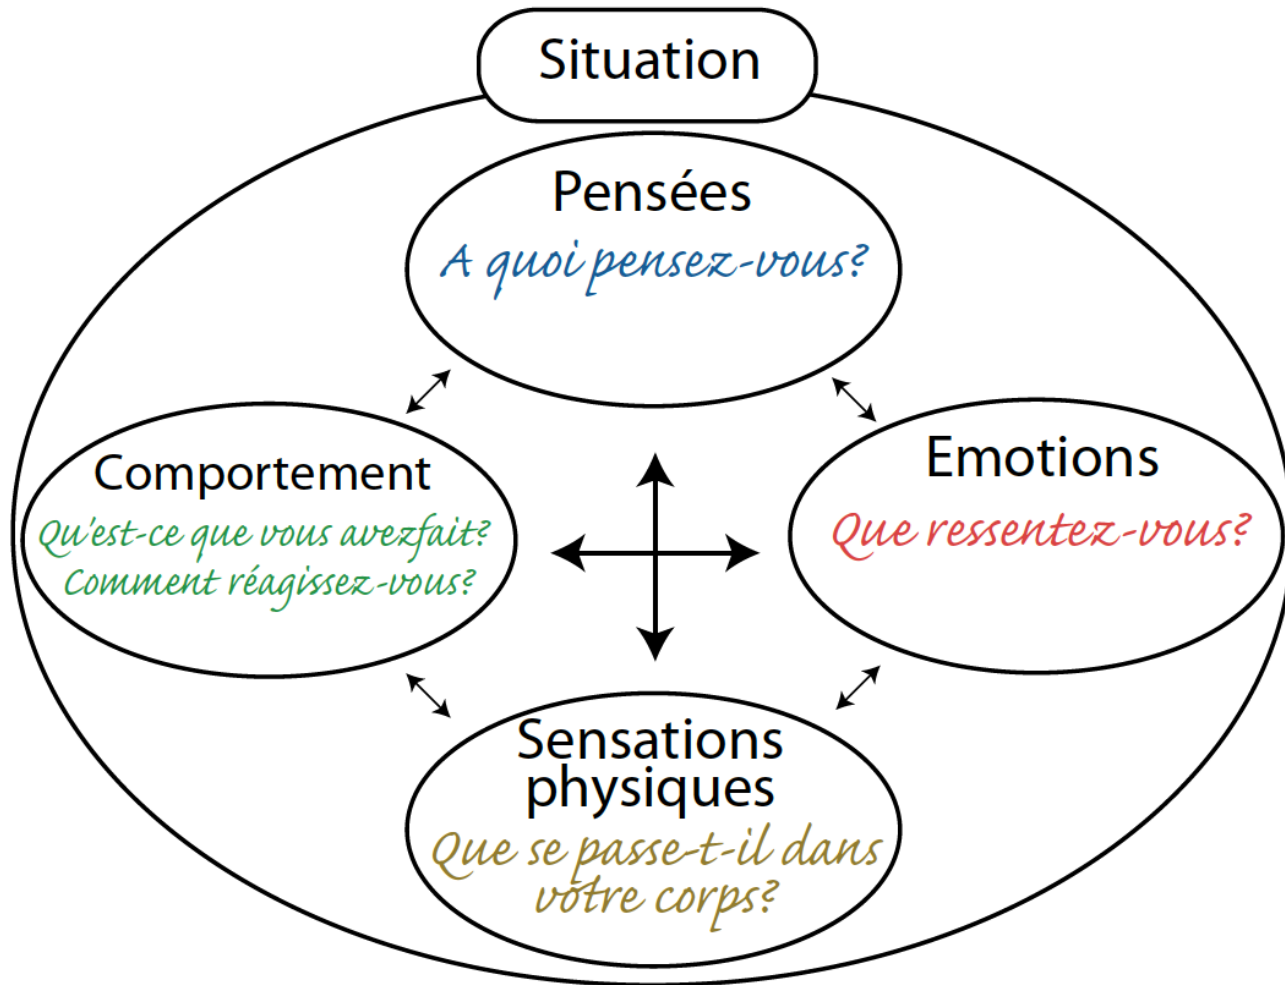 Situation
Pensées
A quoi pensez-vous?
Comportement
Qu'est-ce que vous avezfait?
Comment réagissez-vous?
Emotions
Que ressentez-vous?
Sensations
physiques
Que se passe-t-il dans
votre corps?